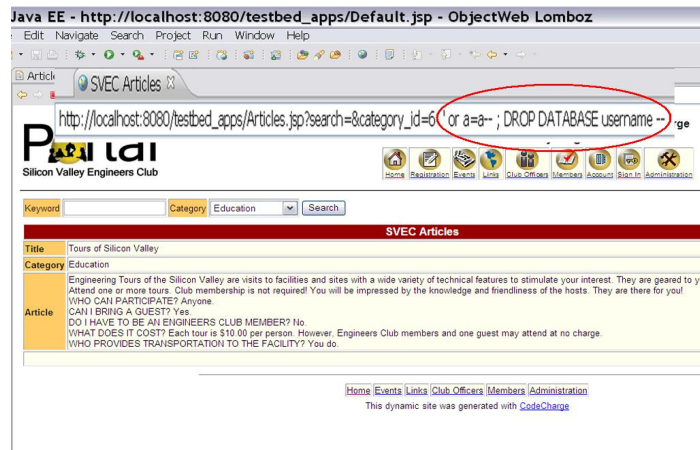 Java EE - http://localhost:8080/testbed_apps/Default.jsp - ObjectWeb Lomboz
Edit Navigate Search Project Run Window Help
Articl
SVEC Articles
http://localhost:8080/testbed_apps/Articles.jsp?search=&category_id=6 ' or a=a-- ; DROP DATABASE username --
ge
Portal
Silicon Valley Engineers Club
Home Registration Events Links Club Officers Members Account Sign In Administration
Keyword Category Education Search
SVEC Articles
Title Tours of Silicon Valley
Category Education
Engineering Tours of the Silicon Valley are visits to facilities and sites with a wide variety of technical features to stimulate your interest. They are geared to y
Attend one or more tours. Club membership is not required! You will be impressed by the knowledge and friendliness of the hosts. They are there for you!
WHO CAN PARTICIPATE? Anyone.
CAN I BRING A GUEST? Yes.
Article DO I HAVE TO BE AN ENGINEERS CLUB MEMBER? No.
WHAT DOES IT COST? Each tour is $10.00 per person. However, Engineers Club members and one guest may attend at no charge.
WHO PROVIDES TRANSPORTATION TO THE FACILITY? You do.
Home Events Links Club Officers Members Administration
This dynamic site was generated with CodeCharge